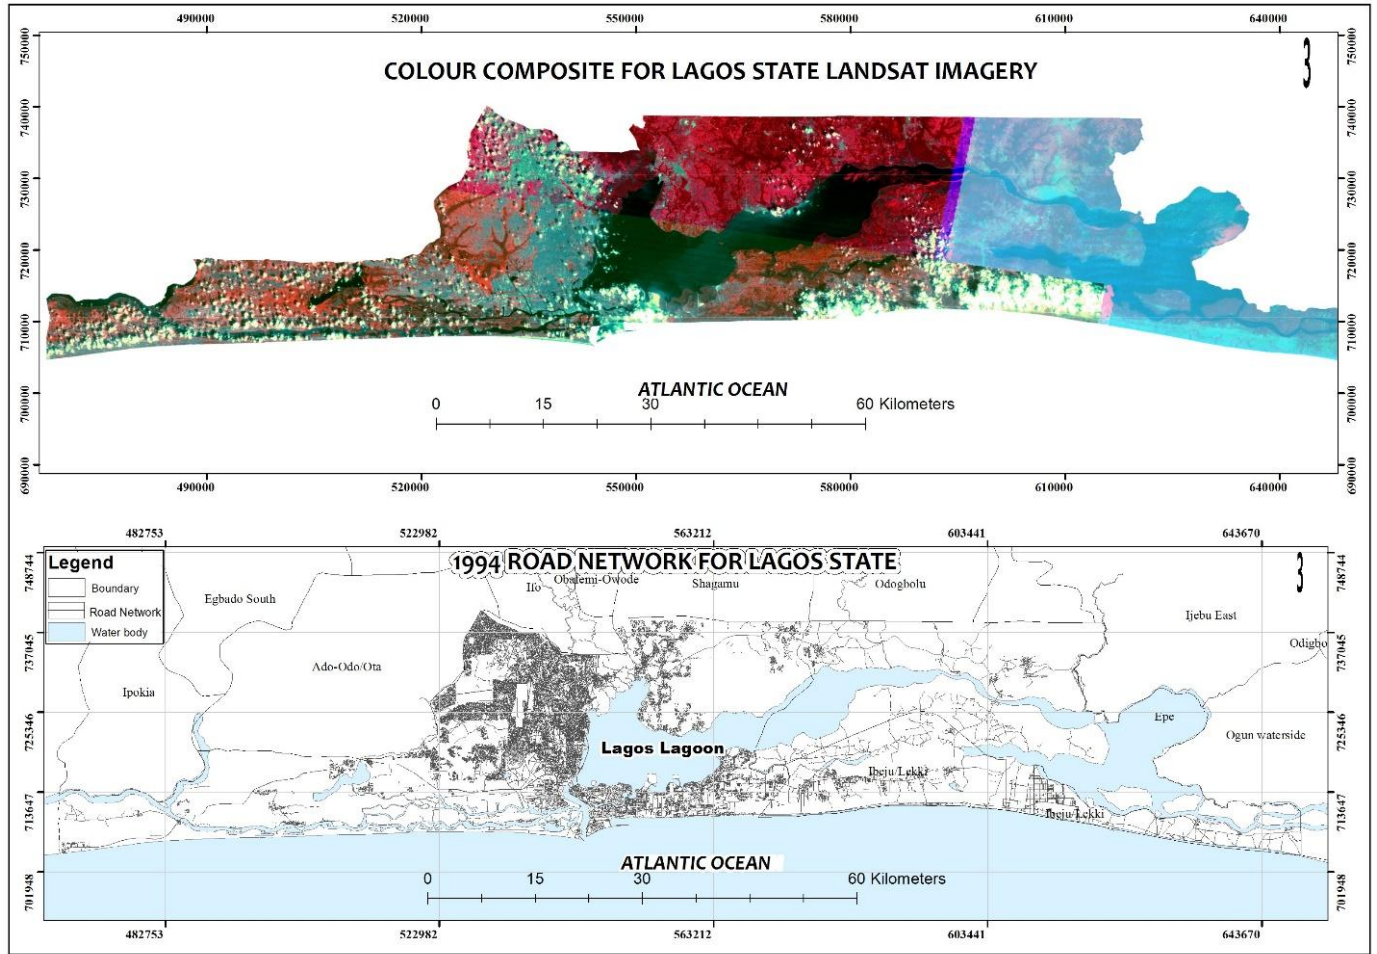 490000 520000 550000 580000 610000 640000
750000 740000 730000 720000 710000 700000 690000
COLOUR COMPOSITE FOR LAGOS STATE LANDSAT IMAGERY
3
750000 740000 730000 720000 710000 700000 690000
ATLANTIC OCEAN
0 15 30 60 Kilometers
490000 520000 550000 580000 610000 640000
482753 522982 563212 603441 643670
748744 737045 725346 713647 701948
Legend
Boundary
Road Network
Water body
1994 ROAD NETWORK FOR LAGOS STATE
3
748744 737045 725346 713647 701948
Ifo
Obafemi-Owode
Shagamu
Odogbolu
Egbado South
Ijebu East
Odigbo
Ado-Odo/Ota
Ipokia
Epe
Ogun waterside
Lagos Lagoon
Ibeju/Lekki
Ibeju/Lekki
ATLANTIC OCEAN
0 15 30 60 Kilometers
482753 522982 563212 603441 643670